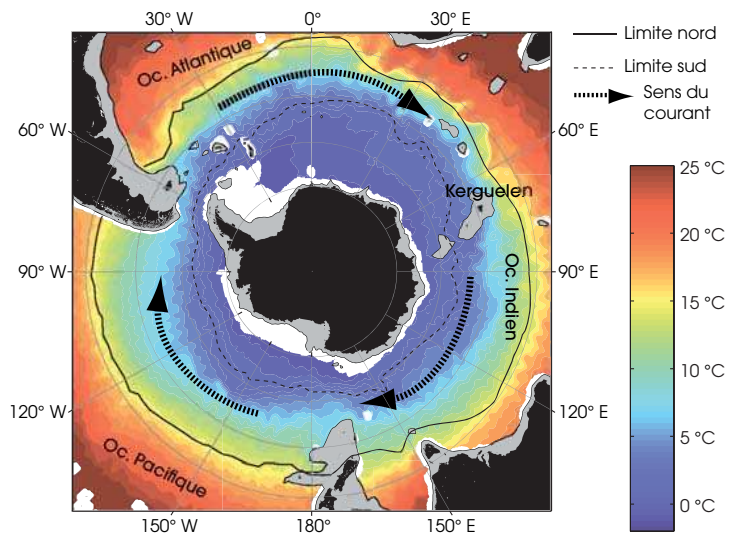 30° W
0°
30° E
Limite nord
Limite sud
Sens du
courant
Oc. Atlantique
60° W
60° E
Kerguelen
25 °C
20 °C
90° W
Oc. Indien
90° E
15 °C
10 °C
120° W
120° E
5 °C
Oc. Pacifique
0 °C
150° W
180°
150° E